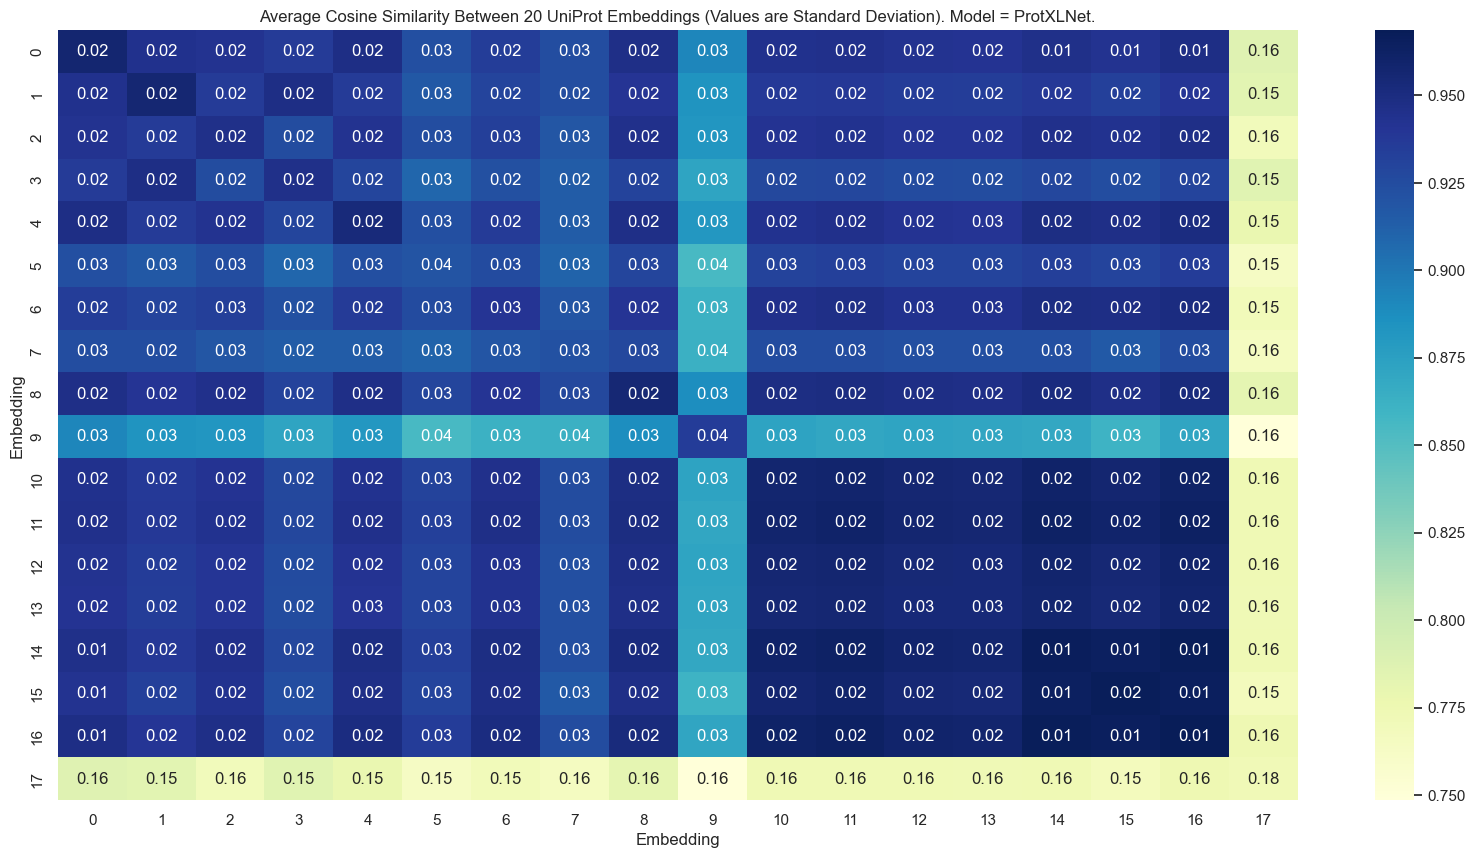 Average Cosine Similarity Between 20 UniProt Embeddings (Values are Standard Deviation). Model = ProtXLNet.
0 0.02 0.02 0.02 0.02 0.02 0.03 0.02 0.03 0.02 0.03 0.02 0.02 0.02 0.02 0.01 0.01 0.01 0.16
1 0.02 0.02 0.02 0.02 0.02 0.03 0.02 0.02 0.02 0.03 0.02 0.02 0.02 0.02 0.02 0.02 0.02 0.15
2 0.02 0.02 0.02 0.02 0.02 0.03 0.03 0.03 0.02 0.03 0.02 0.02 0.02 0.02 0.02 0.02 0.02 0.16
3 0.02 0.02 0.02 0.02 0.02 0.03 0.02 0.02 0.02 0.03 0.02 0.02 0.02 0.02 0.02 0.02 0.02 0.15
4 0.02 0.02 0.02 0.02 0.02 0.03 0.02 0.03 0.02 0.03 0.02 0.02 0.02 0.03 0.02 0.02 0.02 0.15
5 0.03 0.03 0.03 0.03 0.03 0.04 0.03 0.03 0.03 0.04 0.03 0.03 0.03 0.03 0.03 0.03 0.03 0.15
6 0.02 0.02 0.03 0.02 0.02 0.03 0.03 0.03 0.02 0.03 0.02 0.02 0.03 0.03 0.02 0.02 0.02 0.15
7 0.03 0.02 0.03 0.02 0.03 0.03 0.03 0.03 0.03 0.04 0.03 0.03 0.03 0.03 0.03 0.03 0.03 0.16
8 0.02 0.02 0.02 0.02 0.02 0.03 0.02 0.03 0.02 0.03 0.02 0.02 0.02 0.02 0.02 0.02 0.02 0.16
9 0.03 0.03 0.03 0.03 0.03 0.04 0.03 0.04 0.03 0.04 0.03 0.03 0.03 0.03 0.03 0.03 0.03 0.16
10 0.02 0.02 0.02 0.02 0.02 0.03 0.02 0.03 0.02 0.03 0.02 0.02 0.02 0.02 0.02 0.02 0.02 0.16
11 0.02 0.02 0.02 0.02 0.02 0.03 0.02 0.03 0.02 0.03 0.02 0.02 0.02 0.02 0.02 0.02 0.02 0.16
12 0.02 0.02 0.02 0.02 0.02 0.03 0.03 0.03 0.02 0.03 0.02 0.02 0.02 0.03 0.02 0.02 0.02 0.16
13 0.02 0.02 0.02 0.02 0.03 0.03 0.03 0.03 0.02 0.03 0.02 0.02 0.03 0.03 0.02 0.02 0.02 0.16
14 0.01 0.02 0.02 0.02 0.02 0.03 0.02 0.03 0.02 0.03 0.02 0.02 0.02 0.02 0.01 0.01 0.01 0.16
15 0.01 0.02 0.02 0.02 0.02 0.03 0.02 0.03 0.02 0.03 0.02 0.02 0.02 0.02 0.01 0.02 0.01 0.15
16 0.01 0.02 0.02 0.02 0.02 0.03 0.02 0.03 0.02 0.03 0.02 0.02 0.02 0.02 0.01 0.01 0.01 0.16
17 0.16 0.15 0.16 0.15 0.15 0.15 0.15 0.16 0.16 0.16 0.16 0.16 0.16 0.16 0.16 0.15 0.16 0.18
0 1 2 3 4 5 6 7 8 9 10 11 12 13 14 15 16 17
Embedding
Embedding
0.950
0.925
0.900
0.875
0.850
0.825
0.800
0.775
0.750